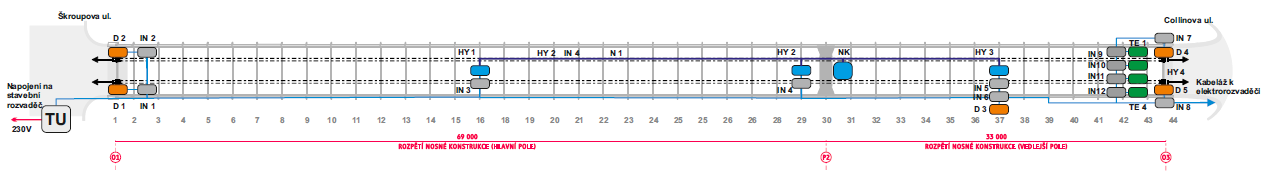 Škroupova ul.
Collinova ul.
D 2 IN 2
IN 7
TE 1
HY 1 HY 2 IN 4 N 1 HY 2 NK HY 3 IN 9 D 4
IN10 HY 4
Napojení na
stavební
rozvaděč
IN11
Kabeláž k
elektrorozvaděči
IN 3 IN 4 IN 5 IN12
IN 6
D 1 IN 1 D 3 TE 4 D 5 IN 8
TU
230V
1 2 3 4 5 6 7 8 9 10 11 12 13 14 15 16 17 18 19 20 21 22 23 24 25 26 27 28 29 30 31 32 33 34 35 36 37 38 39 40 41 42 43 44
69 000 33 000
ROZPĚTÍ NOSNÉ KONSTRUKCE (HLAVNÍ POLE) ROZPĚTÍ NOSNÉ KONSTRUKCE (VEDLEJŠÍ POLE)
O1 P2 O3